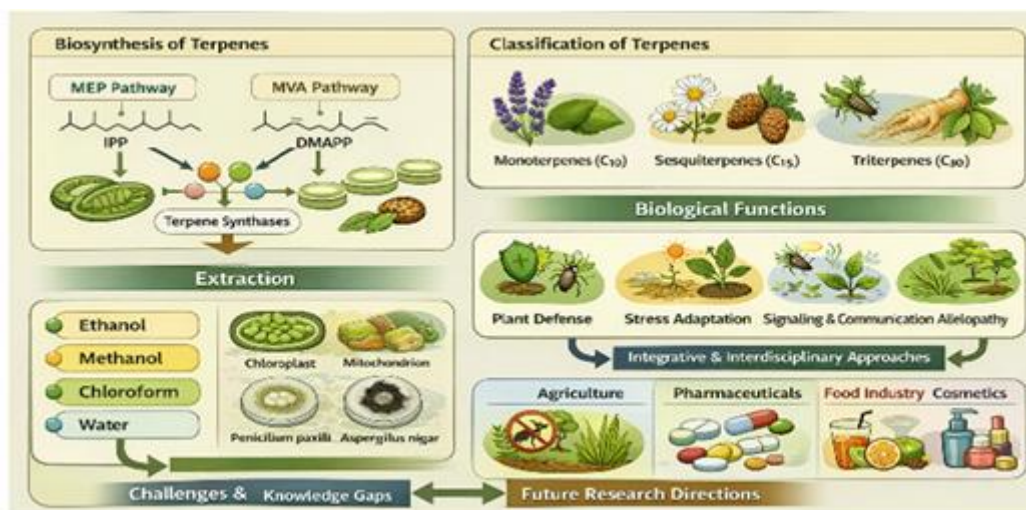 Biosynthesis of Terpenes
MEP Pathway
MVA Pathway
IPP
DMAPP
Terpene Synthases
Extraction
Ethanol
Methanol
Chloroform
Water
Chloroplast
Mitochondrion
Penicilium paxilli
Aspergilus nigar
Classification of Terpenes
Monoterpenes (C₁₀)
Sesquiterpenes (C₁₅)
Triterpenes (C₃₀)
Biological Functions
Plant Defense
Stress Adaptation
Signaling & Communication
Allelopathy
Integrative & Interdisciplinary Approaches
Agriculture
Pharmaceuticals
Food Industry
Cosmetics
Challenges & Knowledge Gaps
Future Research Directions